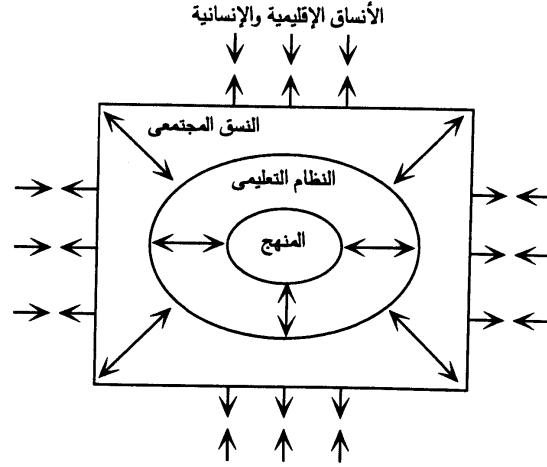 الأنساق الإقليمية والإنسانية
النسق المجتمعى
النظام التعليمى
المنهج